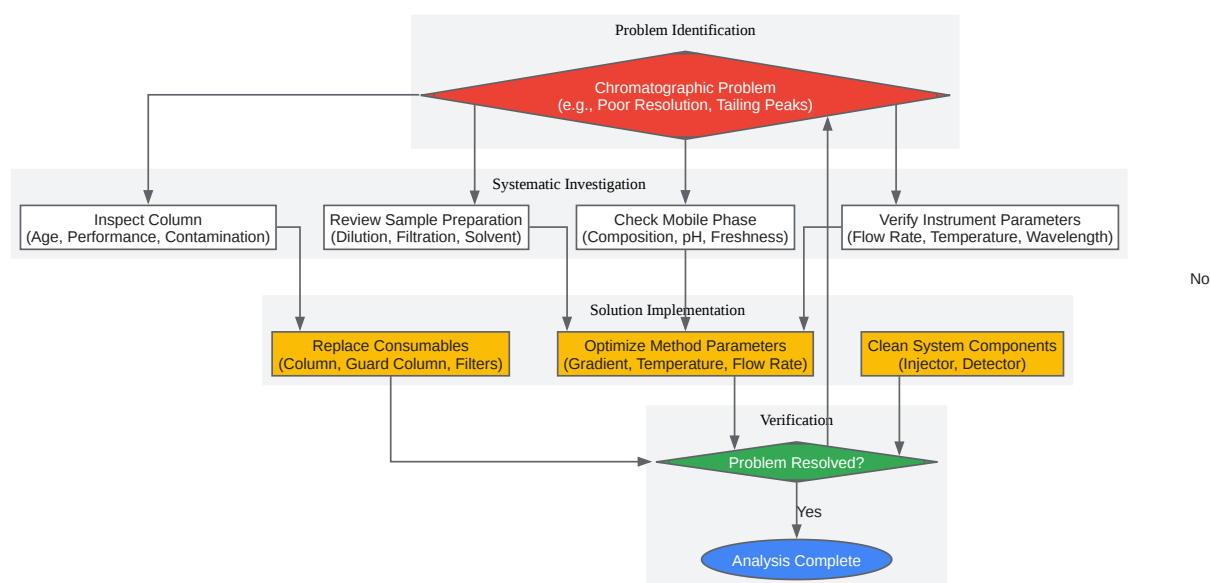 Problem Identification
Chromatographic Problem
(e.g., Poor Resolution, Tailing Peaks)
Systematic Investigation
Inspect Column
(Age, Performance, Contamination)
Review Sample Preparation
(Dilution, Filtration, Solvent)
Check Mobile Phase
(Composition, pH, Freshness)
Verify Instrument Parameters
(Flow Rate, Temperature, Wavelength)
No
Solution Implementation
Replace Consumables
(Column, Guard Column, Filters)
Optimize Method Parameters
(Gradient, Temperature, Flow Rate)
Clean System Components
(Injector, Detector)
Verification
Problem Resolved?
Yes
Analysis Complete